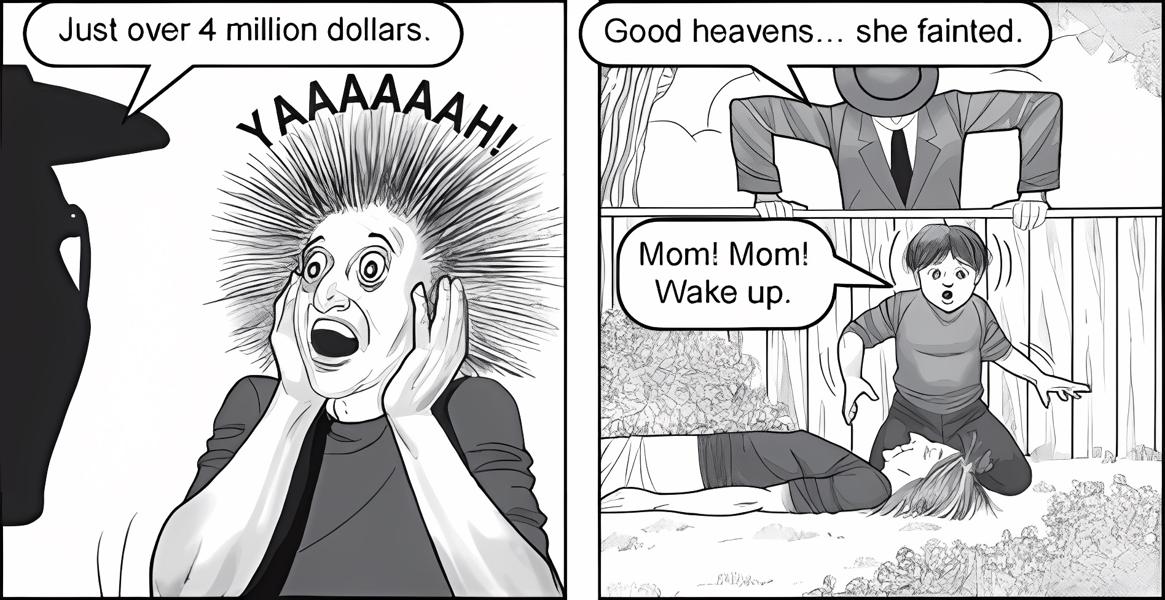 Just over 4 million dollars.
YAAAAAAH!
Good heavens... she fainted.
Mom! Mom!
Wake up.